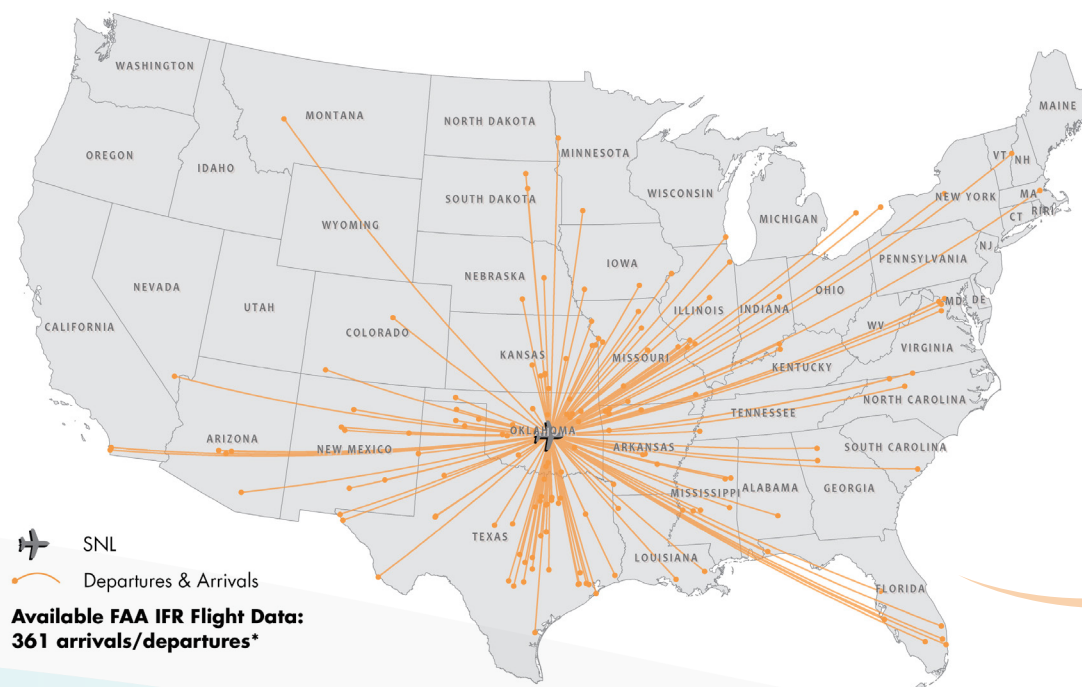 WASHINGTON
MONTANA
NORTH DAKOTA
MINNESOTA
MAINE
OREGON
IDAHO
SOUTH DAKOTA
WISCONSIN
MICHIGAN
VT
NH
NEW YORK
MA
CT
RIRI
WYOMING
NEBRASKA
IOWA
PENNSYLVANIA
NJ
NEVADA
UTAH
COLORADO
ILLINOIS
INDIANA
OHIO
MD
DE
WV
CALIFORNIA
KANSAS
MISSOURI
KENTUCKY
VIRGINIA
ARIZONA
NEW MEXICO
OKLAHOMA
ARKANSAS
TENNESSEE
NORTH CAROLINA
SOUTH CAROLINA
MISSISSIPPI
ALABAMA
GEORGIA
TEXAS
LOUISIANA
FLORIDA
SNL
Departures & Arrivals
Available FAA IFR Flight Data:
361 arrivals/departures*